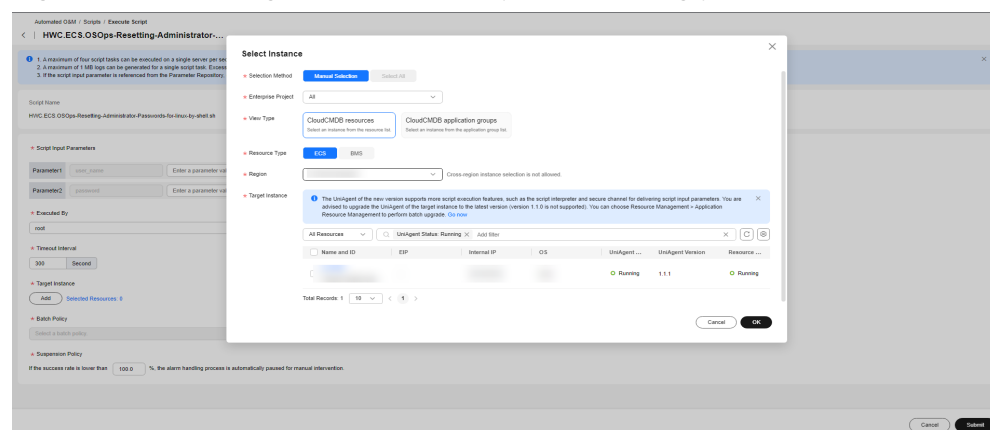 Automated O&M / Scripts / Execute Script
HWC.ECS.OSOps-Resetting-Administrator-...
1. A maximum of four script tasks can be executed on a single server per
2. A maximum of 1 MB logs can be generated for a single script task.
3. If the script input parameter is referenced from the Parameter Repository,
Script Name
HWC.ECS.OSOps-Resetting-Administrator-Passwords-for-linux-by-shell.sh
* Script Input Parameters
Parameter1 user_name Enter a parameter
Parameter2 password Enter a parameter
* Executed By
root
* Timeout Interval
300 Second
* Target Instance
Add Selected Resources: 0
* Batch Policy
Select a batch policy.
* Suspension Policy
If the success rate is lower than 100.0 %, the alarm handling process is automatically paused for manual intervention.
Select Instance
* Selection Method Manual Selection Select All
* Enterprise Project All
* View Type CloudCMDB resources CloudCMDB application groups
Select an instance from the resource list. Select an instance from the application group list.
* Resource Type ECS BMS
* Region Cross-region instance selection is not allowed.
* Target Instance
The UniAgent of the new version supports more script execution features, such as the script interpreter and secure channel for delivering script input parameters. You are
advised to upgrade the UniAgent of the target instance to the latest version (version 1.1.0 is not supported). You can choose Resource Management > Application
Resource Management to perform batch upgrade. Go now
All Resources UniAgent Status: Running Add filter
Name and ID EIP Internal IP OS UniAgent ... UniAgent Version Resource ...
Running 1.1.1 Running
Total Records: 1 10 1
Cancel OK
Cancel Submit